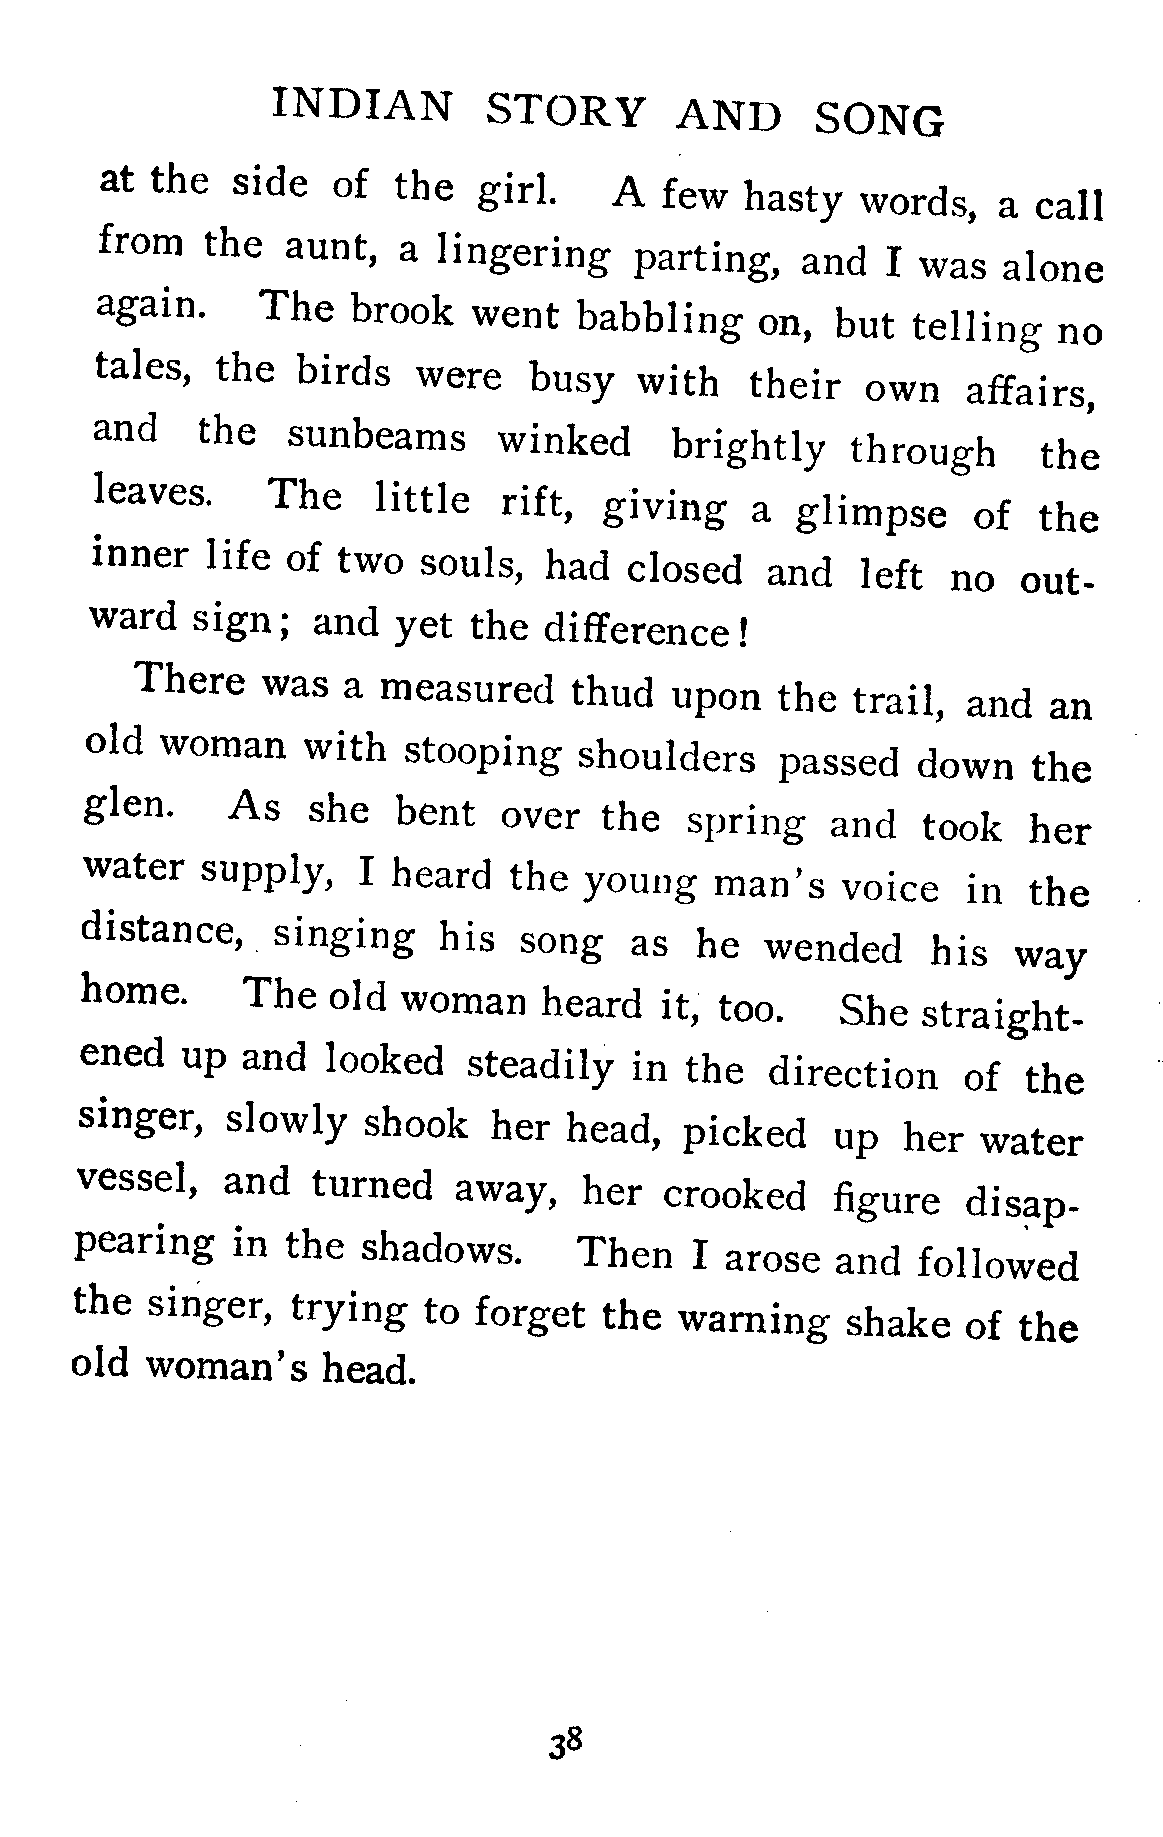 INDIAN STORY AND SONG
at the side of the girl. A few hasty words, a call
from the aunt, a lingering parting, and I was alone
again. The brook went babbling on, but telling no
tales, the birds were busy with their own affairs,
and the sunbeams winked brightly through the
leaves. The little rift, giving a glimpse of the
inner life of two souls, had closed and left no out-
ward sign; and yet the difference!
There was a measured thud upon the trail, and an
old woman with stooping shoulders passed down the
glen. As she bent over the spring and took her
water supply, I heard the young man's voice in the
distance, singing his song as he wended his way
home. The old woman heard it, too. She straight-
ened up and looked steadily in the direction of the
singer, slowly shook her head, picked up her water
vessel, and turned away, her crooked figure disap-
pearing in the shadows. Then I arose and followed
the singer, trying to forget the warning shake of the
old woman's head.
38